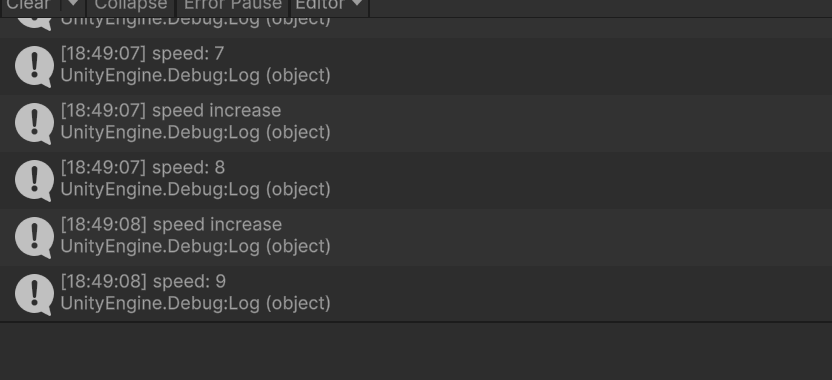 Clear Collapse Error Pause Editor
UnityEngine.Debug:Log (object)
[18:49:07] speed: 7
UnityEngine.Debug:Log (object)
[18:49:07] speed increase
UnityEngine.Debug:Log (object)
[18:49:07] speed: 8
UnityEngine.Debug:Log (object)
[18:49:08] speed increase
UnityEngine.Debug:Log (object)
[18:49:08] speed: 9
UnityEngine.Debug:Log (object)